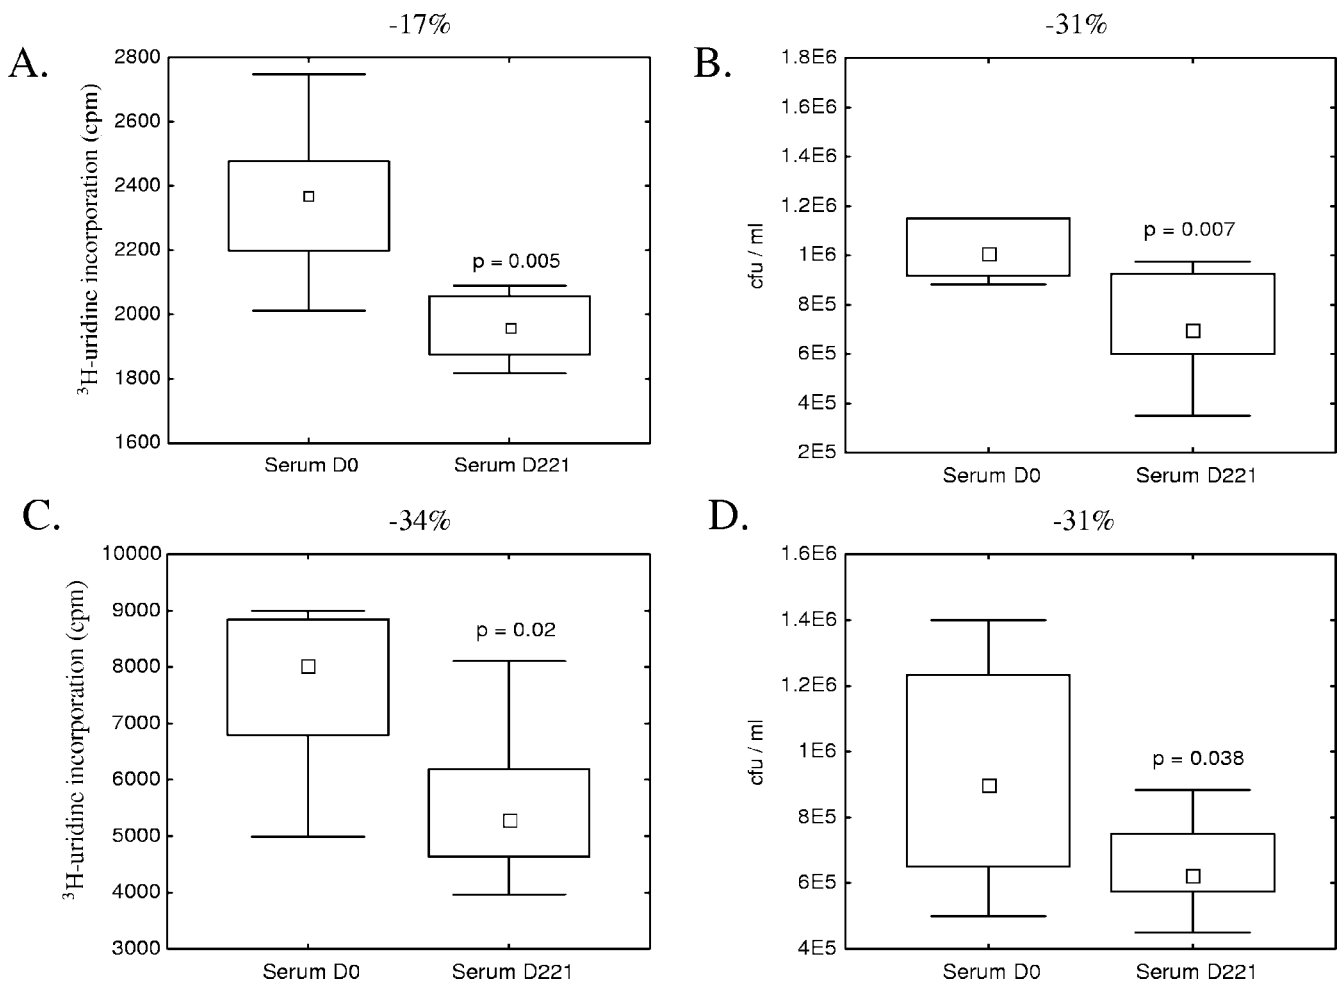 -17%
A.
2800
2600
2400
2200
2000
1800
1600
³H-uridine incorporation (cpm)
p = 0.005
Serum D0 Serum D221
-31%
B.
1.8E6
1.6E6
1.4E6
1.2E6
1E6
8E5
6E5
4E5
2E5
cfu / ml
p = 0.007
Serum D0 Serum D221
-34%
C.
10000
9000
8000
7000
6000
5000
4000
3000
³H-uridine incorporation (cpm)
p = 0.02
Serum D0 Serum D221
-31%
D.
1.6E6
1.4E6
1.2E6
1E6
8E5
6E5
4E5
cfu / ml
p = 0.038
Serum D0 Serum D221